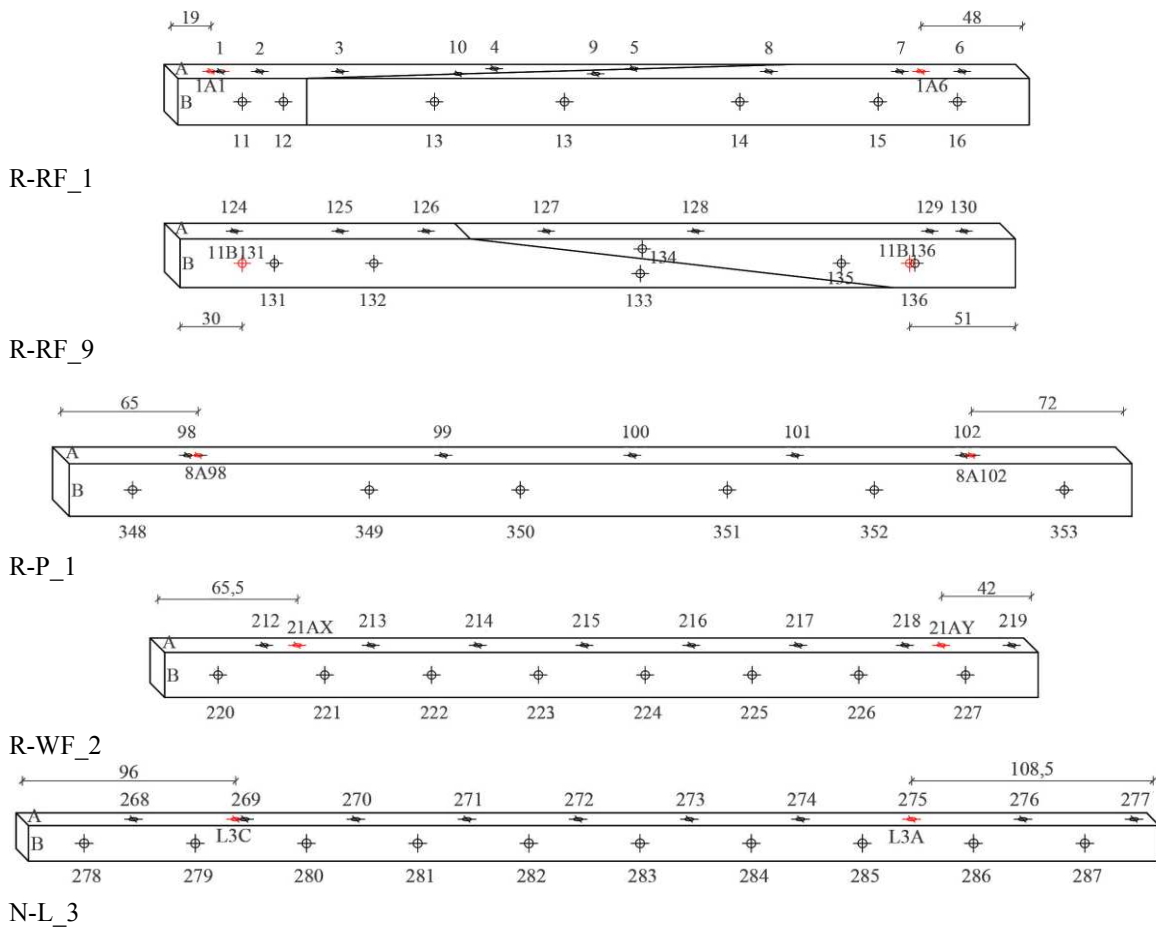 19 48
1 2 3 10 4 9 5 8 7 6
A 1A1 1A6
B
11 12 13 13 14 15 16
R-RF_1
124 125 126 127 128 129 130
A
B 11B131 134 135 11B136
131 132 133 136
30 51
R-RF_9
65 72
98 99 100 101 102
A
8A98 8A102
B
348 349 350 351 352 353
R-P_1
65,5 42
212 21AX 213 214 215 216 217 218 21AY 219
A
B
220 221 222 223 224 225 226 227
R-WF_2
96 108,5
268 269 270 271 272 273 274 275 276 277
A
L3C L3A
B
278 279 280 281 282 283 284 285 286 287
N-L_3